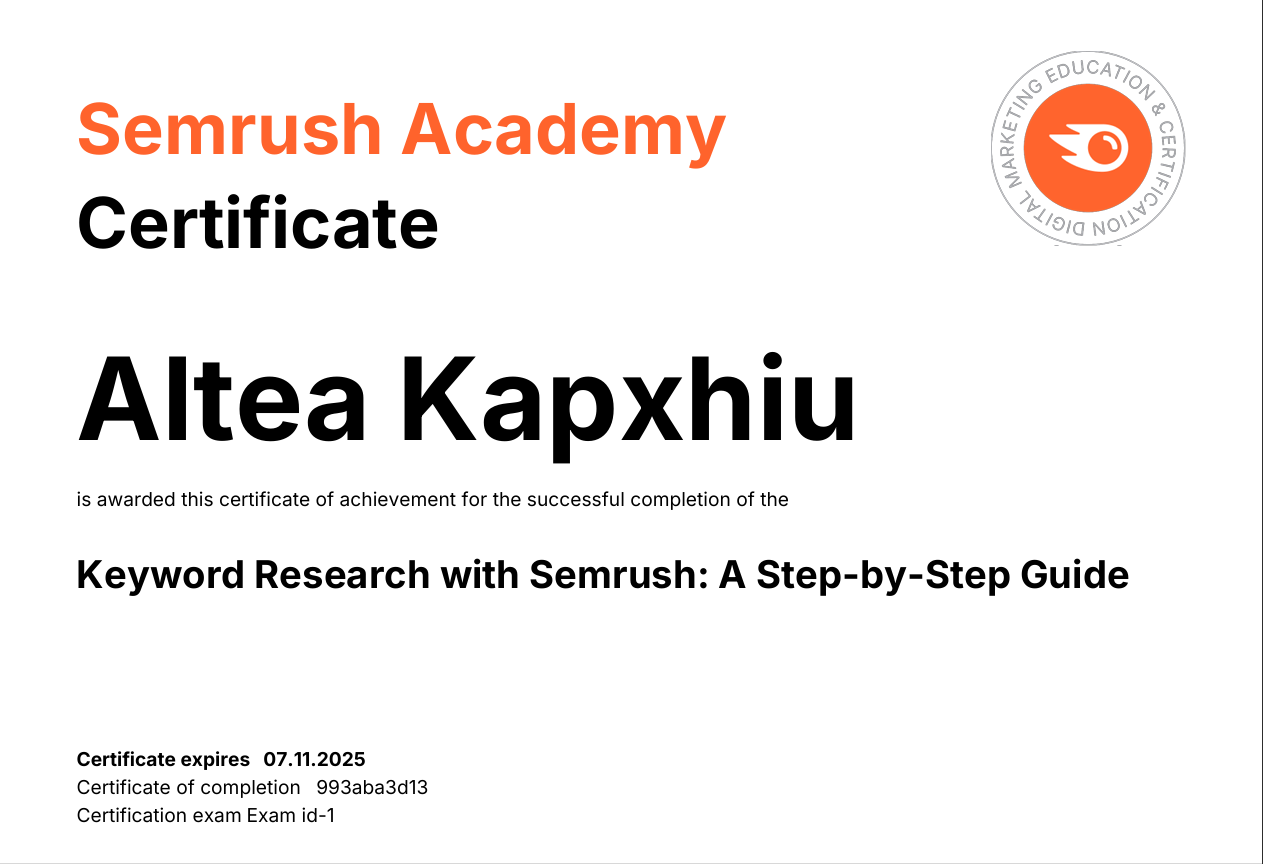 Semrush Academy
Certificate
DIGITAL MARKETING EDUCATION & CERTIFICATION
Altea Kapxhiu
is awarded this certificate of achievement for the successful completion of the
Keyword Research with Semrush: A Step-by-Step Guide
Certificate expires 07.11.2025
Certificate of completion 993aba3d13
Certification exam Exam id-1